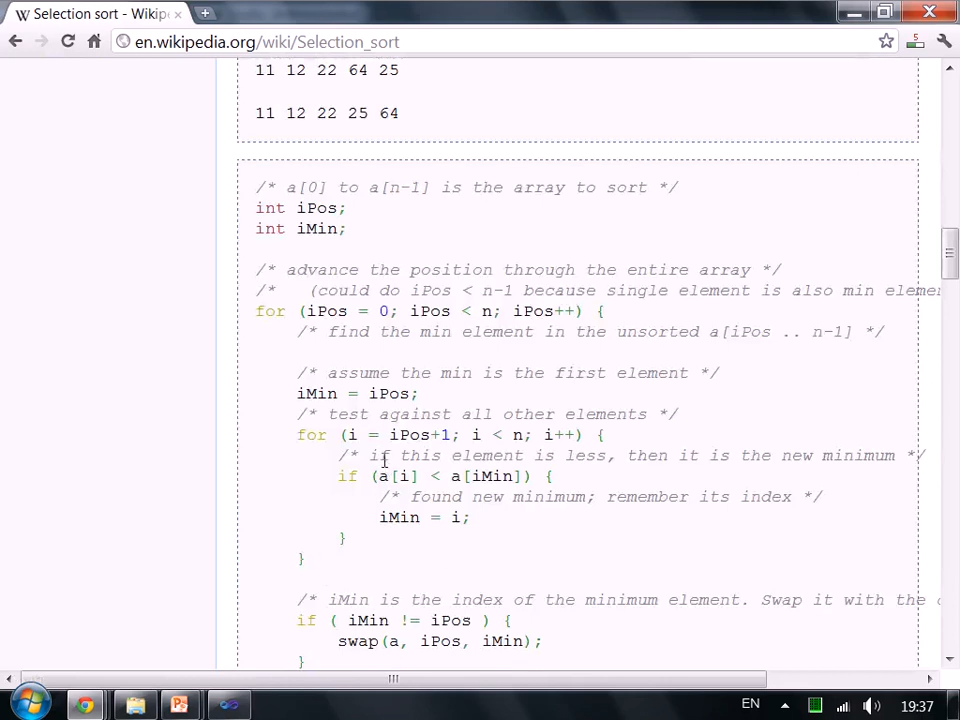 Selection sort - Wikip
en.wikipedia.org/wiki/Selection_sort
5
11 12 22 64 25
11 12 22 25 64
/* a[0] to a[n-1] is the array to sort */
int iPos;
int iMin;
/* advance the position through the entire array */
/*   (could do iPos < n-1 because single element is also min eleme
for (iPos = 0; iPos < n; iPos++) {
/* find the min element in the unsorted a[iPos .. n-1] */
/* assume the min is the first element */
iMin = iPos;
/* test against all other elements */
for (i = iPos+1; i < n; i++) {
/* if this element is less, then it is the new minimum */
if (a[i] < a[iMin]) {
/* found new minimum; remember its index */
iMin = i;
}
}
/* iMin is the index of the minimum element. Swap it with the
if ( iMin != iPos ) {
swap(a, iPos, iMin);
}
EN
19:37